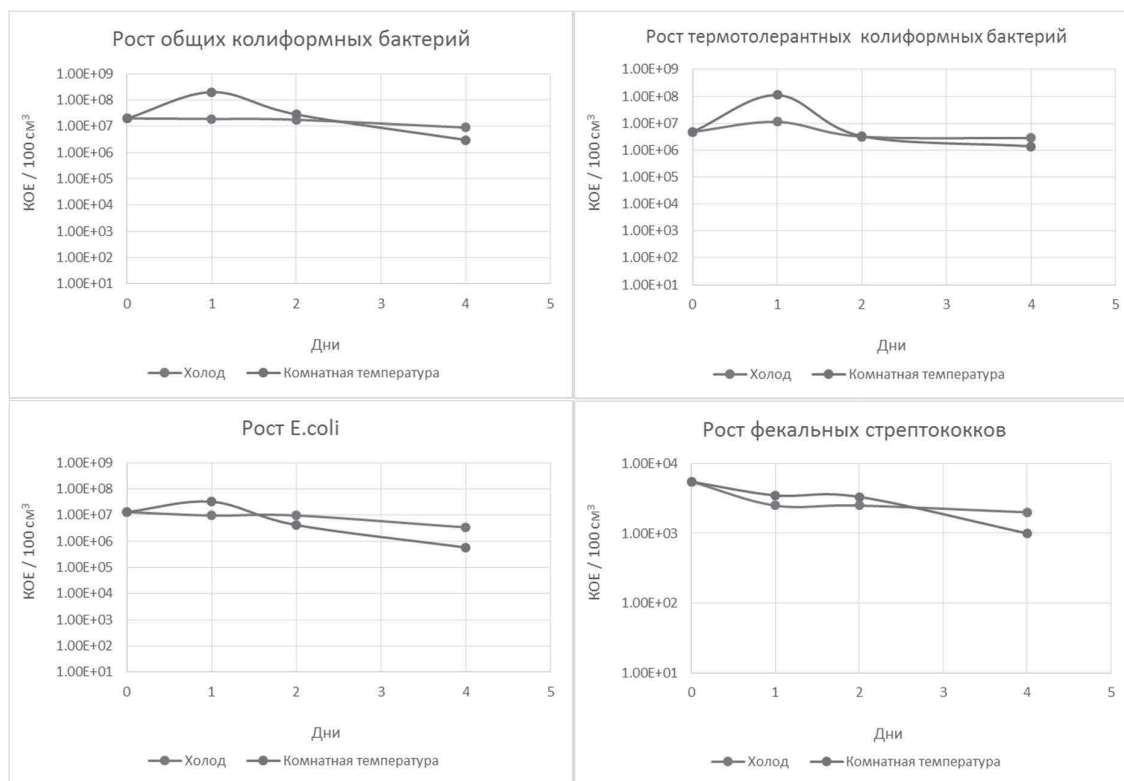 Рост общих колиформных бактерий
КОЕ / 100 см³
1.00E+09
1.00E+08
1.00E+07
1.00E+06
1.00E+05
1.00E+04
1.00E+03
1.00E+02
1.00E+01
0 1 2 3 4 5
Дни
Холод Комнатная температура
Рост термотолерантных колиформных бактерий
КОЕ / 100 см³
1.00E+09
1.00E+08
1.00E+07
1.00E+06
1.00E+05
1.00E+04
1.00E+03
1.00E+02
1.00E+01
0 1 2 3 4 5
Дни
Холод Комнатная температура
Рост E.coli
КОЕ / 100 см³
1.00E+09
1.00E+08
1.00E+07
1.00E+06
1.00E+05
1.00E+04
1.00E+03
1.00E+02
1.00E+01
0 1 2 3 4 5
Дни
Холод Комнатная температура
Рост фекальных стрептококков
КОЕ / 100 см³
1.00E+04
1.00E+03
1.00E+02
1.00E+01
0 1 2 3 4 5
Дни
Холод Комнатная температура